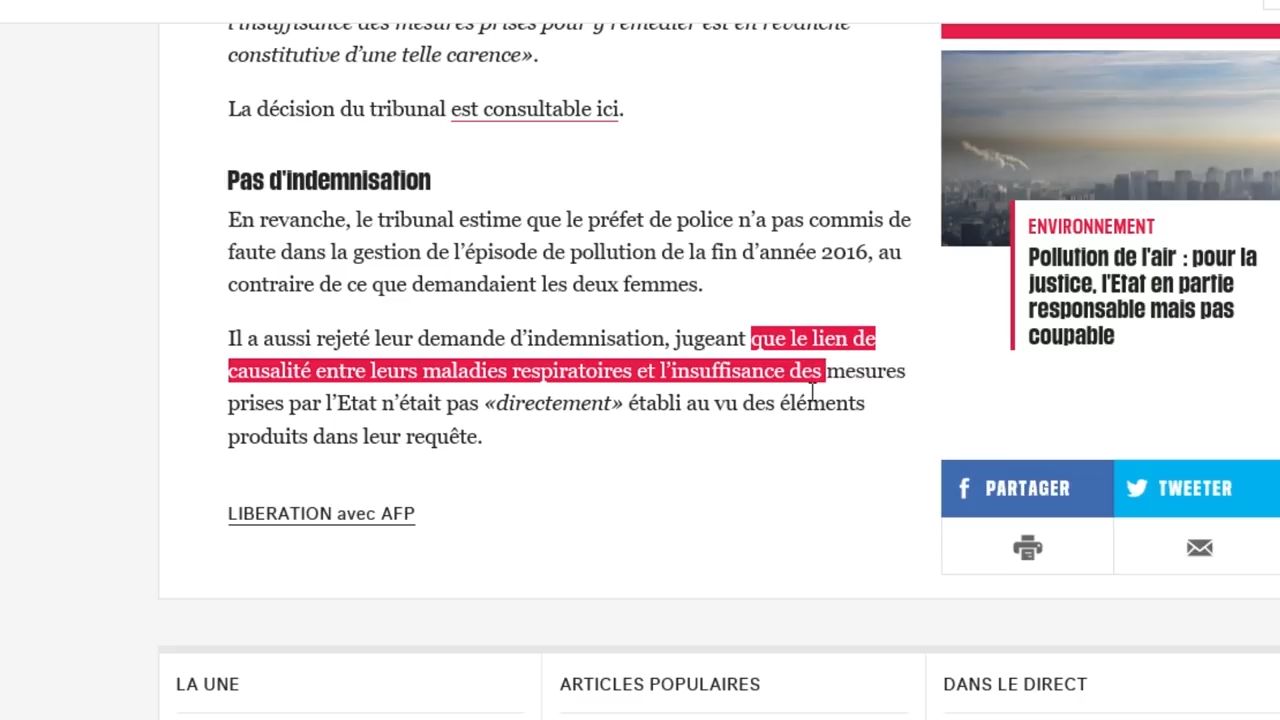 l'insuffisance des mesures prises pour y remédier est en revanche
constitutive d'une telle carence».
La décision du tribunal est consultable ici.
Pas d'indemnisation
En revanche, le tribunal estime que le préfet de police n'a pas commis de
faute dans la gestion de l'épisode de pollution de la fin d'année 2016, au
contraire de ce que demandaient les deux femmes.
Il a aussi rejeté leur demande d'indemnisation, jugeant que le lien de
causalité entre leurs maladies respiratoires et l'insuffisance des mesures
prises par l'Etat n'était pas «directement» établi au vu des éléments
produits dans leur requête.
LIBERATION avec AFP
ENVIRONNEMENT
Pollution de l'air : pour la
justice, l'Etat en partie
responsable mais pas
coupable
PARTAGER
TWEETER
LA UNE
ARTICLES POPULAIRES
DANS LE DIRECT